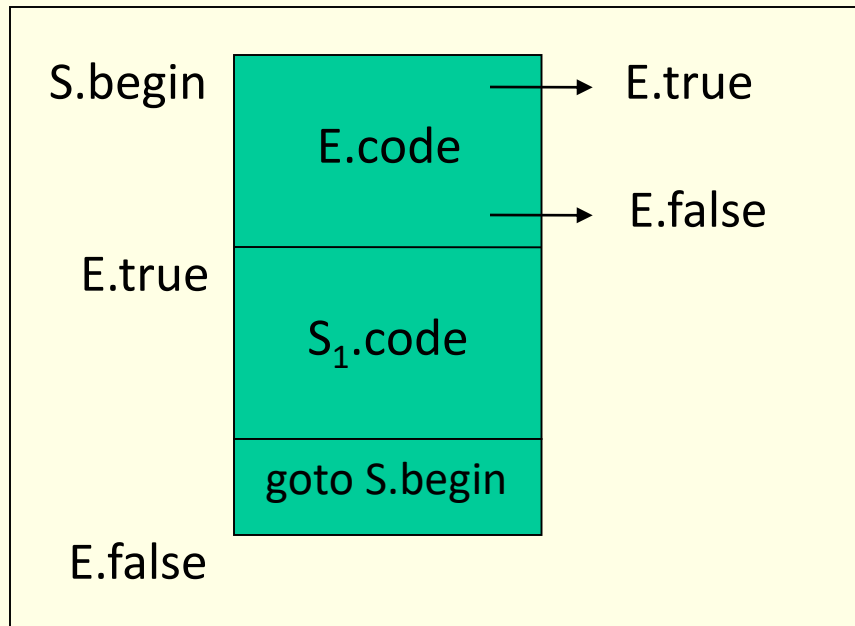 S.begin
E.true
E.code
E.false
E.true
S₁.code
goto S.begin
E.false